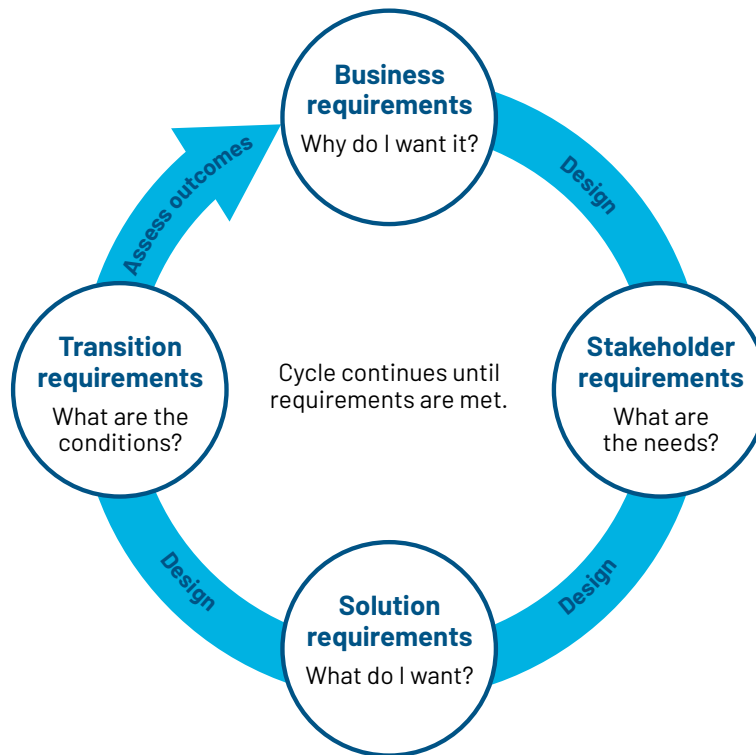 Business
requirements
Why do I want it?
Design
Stakeholder
requirements
What are
the needs?
Design
Solution
requirements
What do I want?
Design
Transition
requirements
What are the
conditions?
Assess outcomes
Cycle continues until
requirements are met.